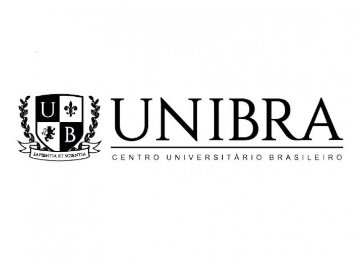 U
B
SAPIENTIA ET SCIENTIA
UNIBRA
CENTRO UNIVERSITÁRIO BRASILEIRO